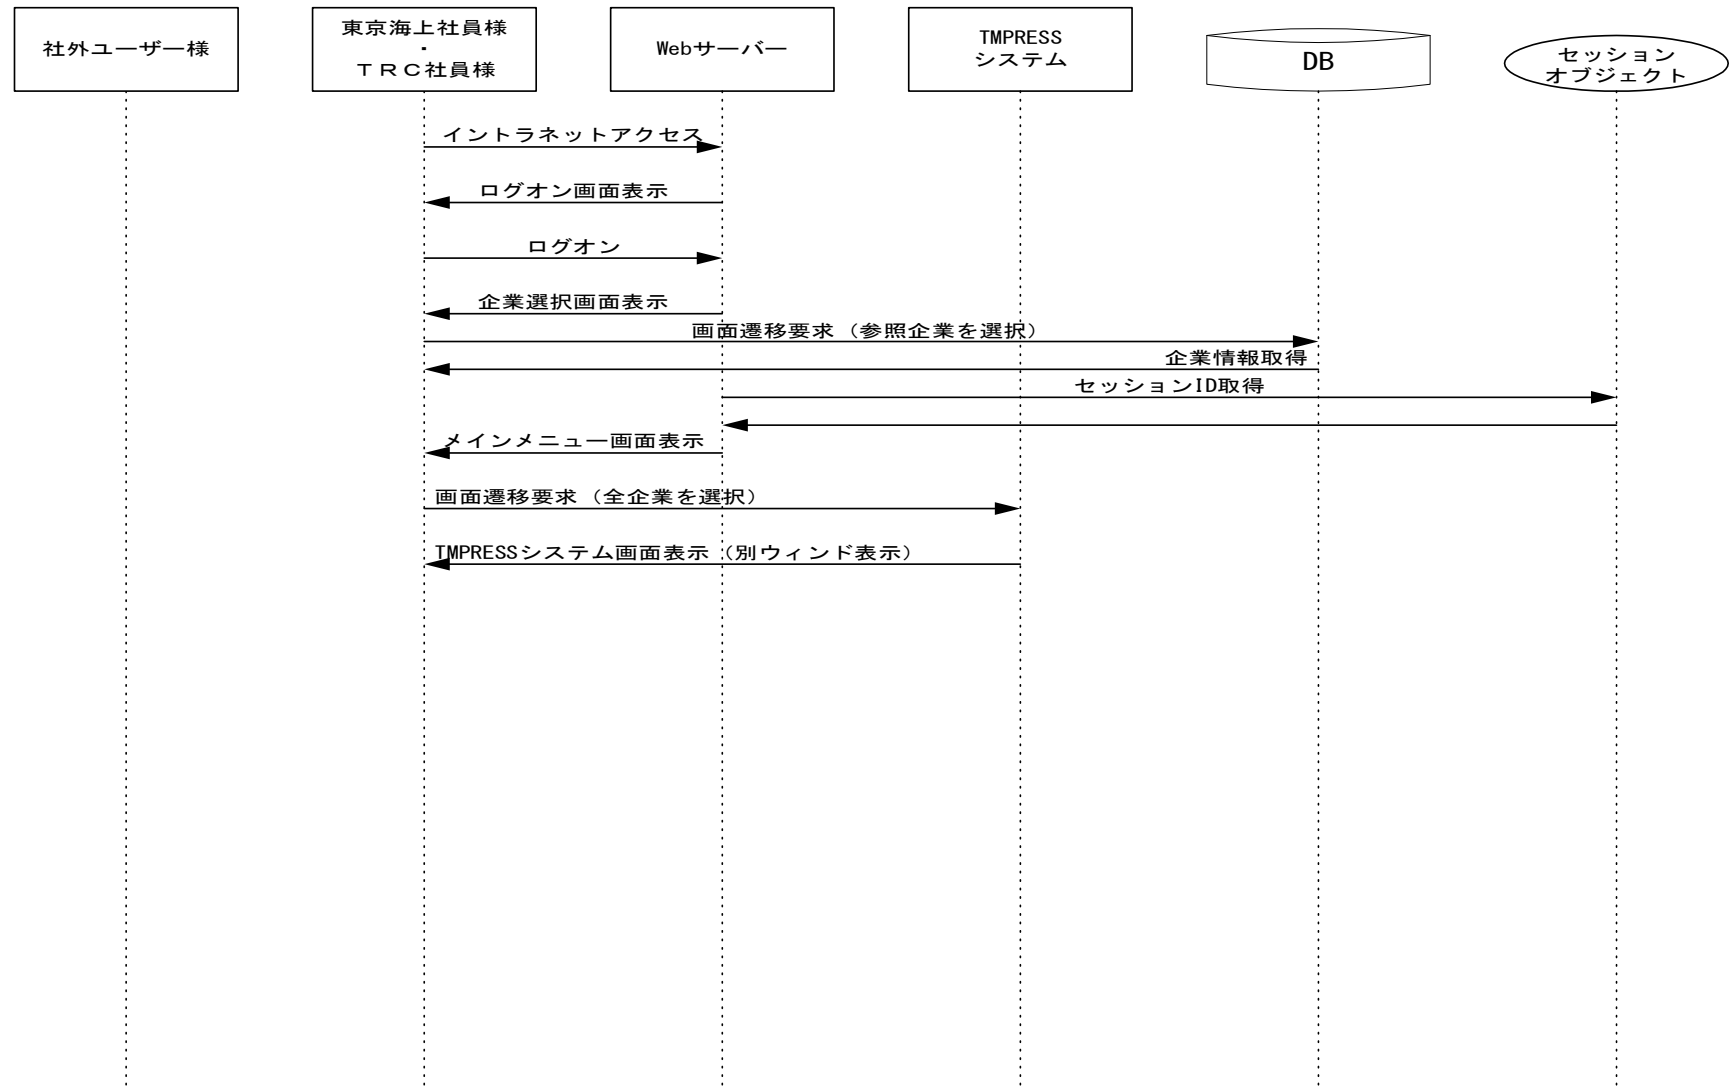 社外ユーザー様
東京海上社員様
・
ＴＲＣ社員様
Webサーバー
TMPRESS
システム
DB
セッション
オブジェクト
イントラネットアクセス
ログオン画面表示
ログオン
企業選択画面表示
画面遷移要求（参照企業を選択）
企業情報取得
セッションID取得
メインメニュー画面表示
画面遷移要求（全企業を選択）
TMPRESSシステム画面表示（別ウィンド表示）